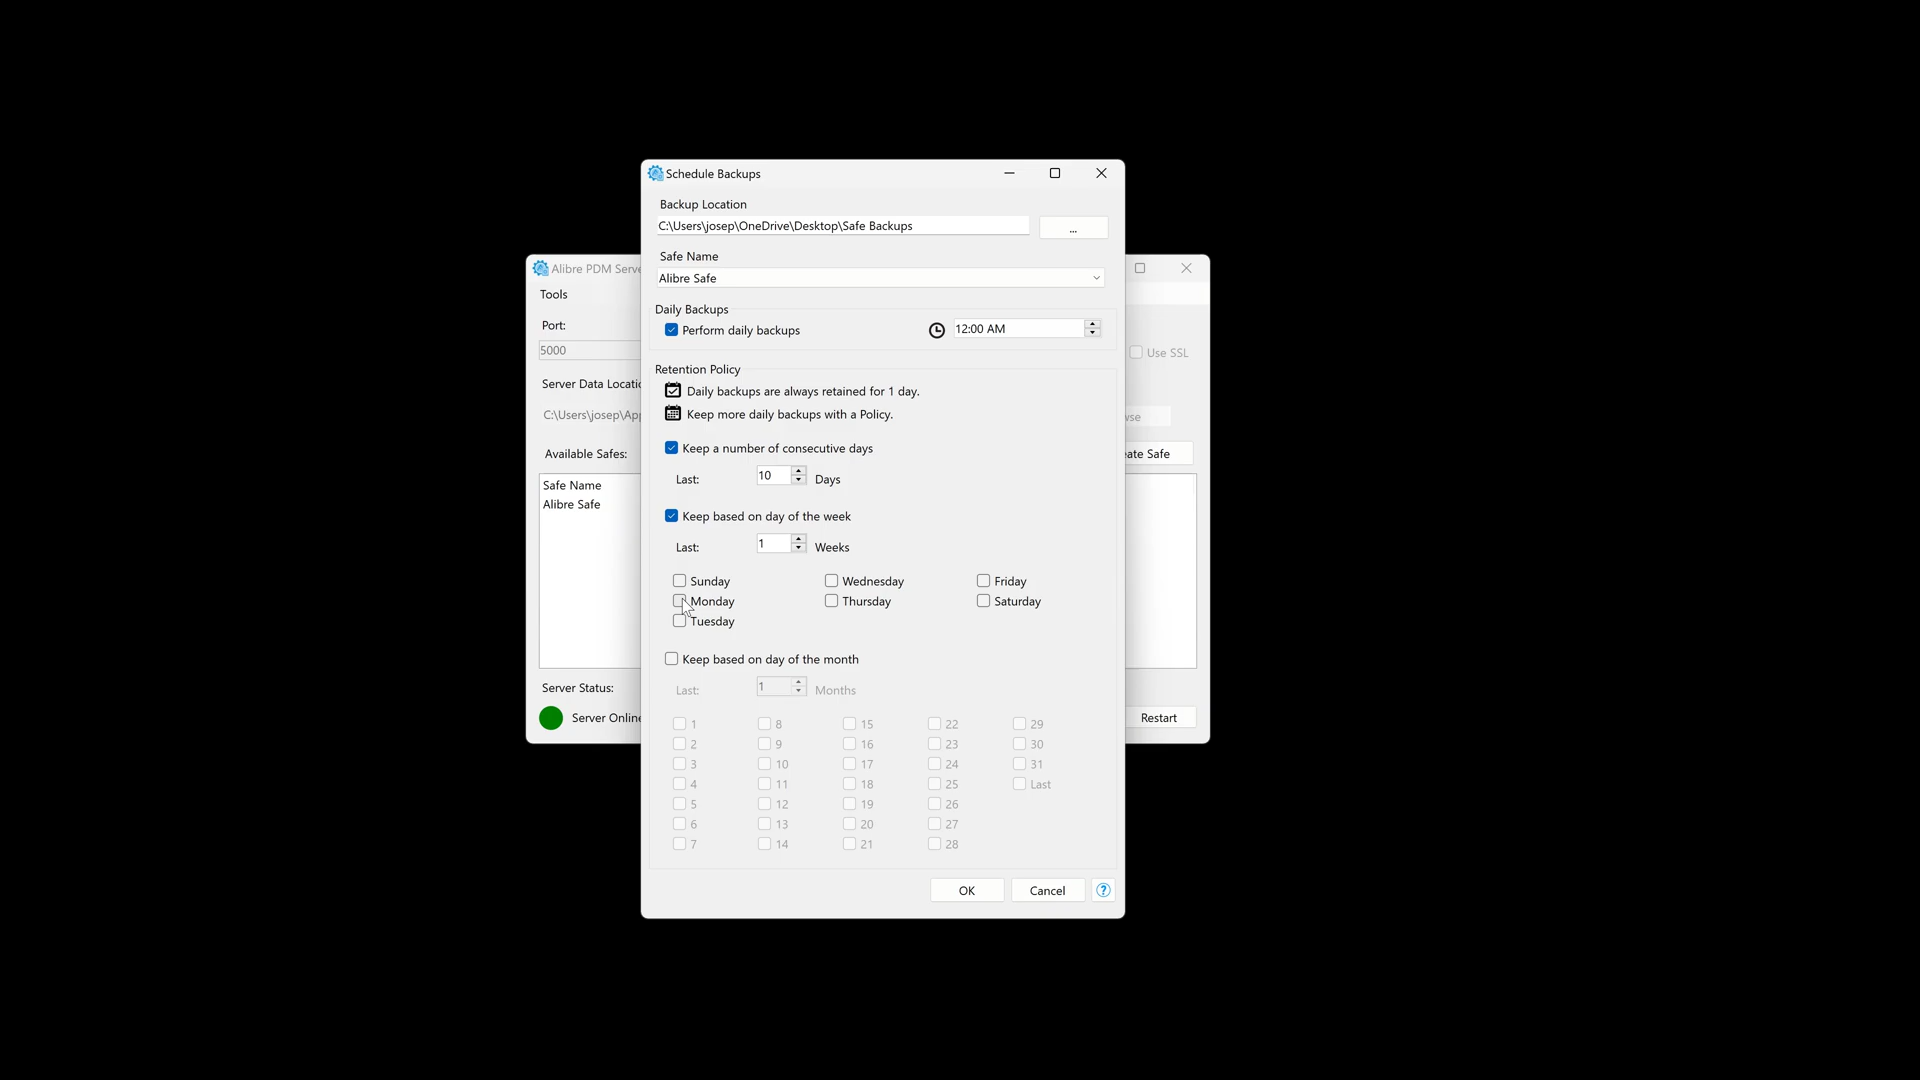 Schedule Backups
Backup Location
C:\Users\josep\OneDrive\Desktop\Safe Backups
...
Safe Name
Alibre Safe
Daily Backups
Perform daily backups
12:00 AM
Retention Policy
Daily backups are always retained for 1 day.
Keep more daily backups with a Policy.
Keep a number of consecutive days
Last: 10 Days
Keep based on day of the week
Last: 1 Weeks
Sunday Wednesday Friday
Monday Thursday Saturday
Tuesday
Keep based on day of the month
Last: 1 Months
1 8 15 22 29
2 9 16 23 30
3 10 17 24 31
4 11 18 25 Last
5 12 19 26
6 13 20 27
7 14 21 28
OK Cancel ?
Alibre PDM Serve
Tools
Port:
5000
Use SSL
Server Data Locatio
C:\Users\josep\App
wse
Available Safes:
eate Safe
Safe Name
Alibre Safe
Server Status:
Server Online
Restart